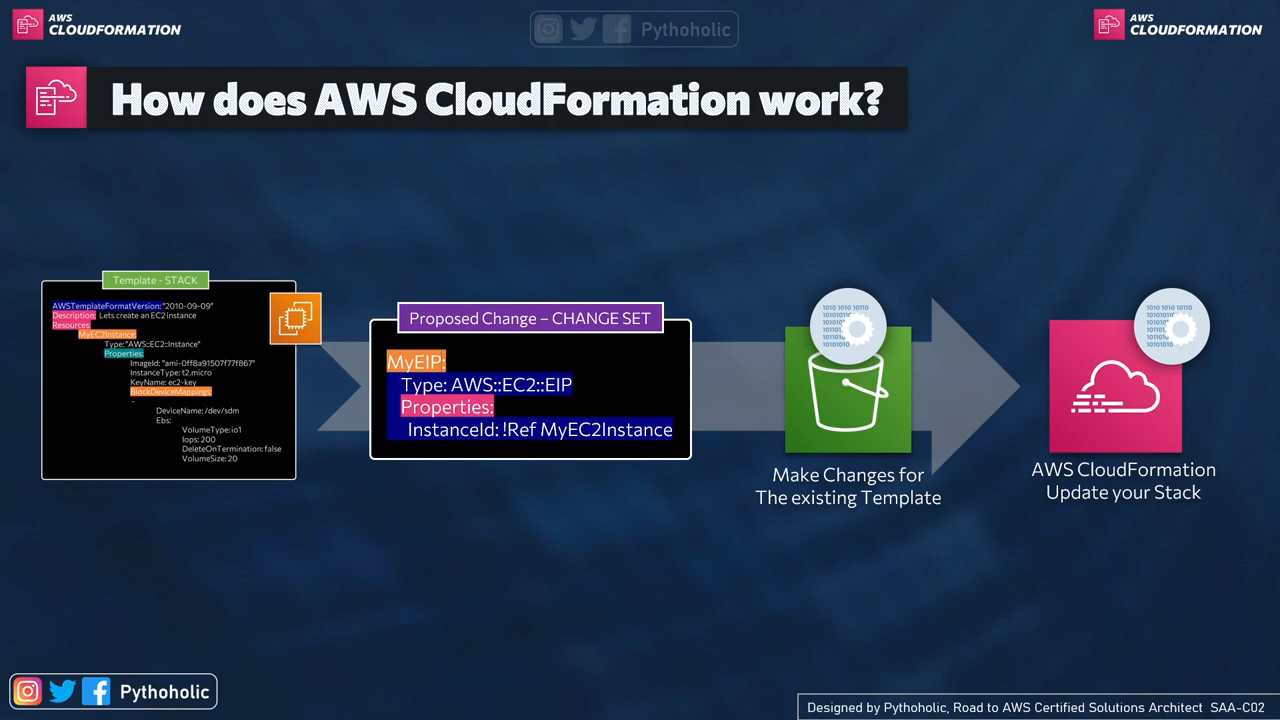 AWS
CLOUDFORMATION
Pythoholic
AWS
CLOUDFORMATION
How does AWS CloudFormation work?
Template - STACK
AWSTemplateFormatVersion: "2010-09-09"
Description: Lets create an EC2 instance
Resources:
MyEC2Instance:
Type:"AWS::EC2::Instance"
Properties:
ImageId: "ami-0ff8a91507f77f867"
InstanceType: t2.micro
KeyName: ec2-key
BlockDeviceMappings:
-
DeviceName: /dev/sdm
Ebs:
VolumeType: io1
Iops: 200
DeleteOnTermination: false
VolumeSize: 20
Proposed Change – CHANGE SET
MyEIP:
Type: AWS::EC2::EIP
Properties:
InstanceId: !Ref MyEC2Instance
Make Changes for
The existing Template
AWS CloudFormation
Update your Stack
Pythoholic
Designed by Pythoholic, Road to AWS Certified Solutions Architect SAA-C02